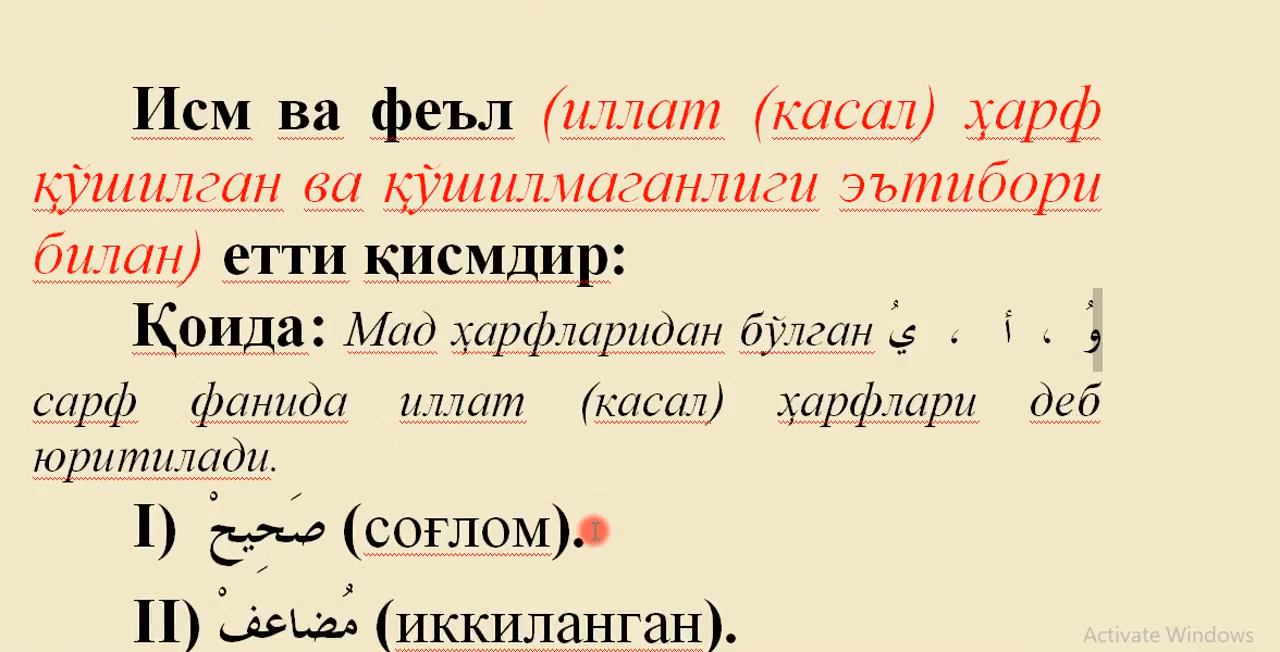 Исм ва феъл (иллат (касал) ҳарф
қўшилган ва қўшилмаганлиги эътибори
билан) етти қисмдир:
Қоида: Мад ҳарфларидан бўлган وُ ، أ ، يُ
сарф фанида иллат (касал) ҳарфлари деб
юритилади.
I) صَحِيحْ (соғлом).
II) مُضاعفْ (иккиланган).
Activate Windows